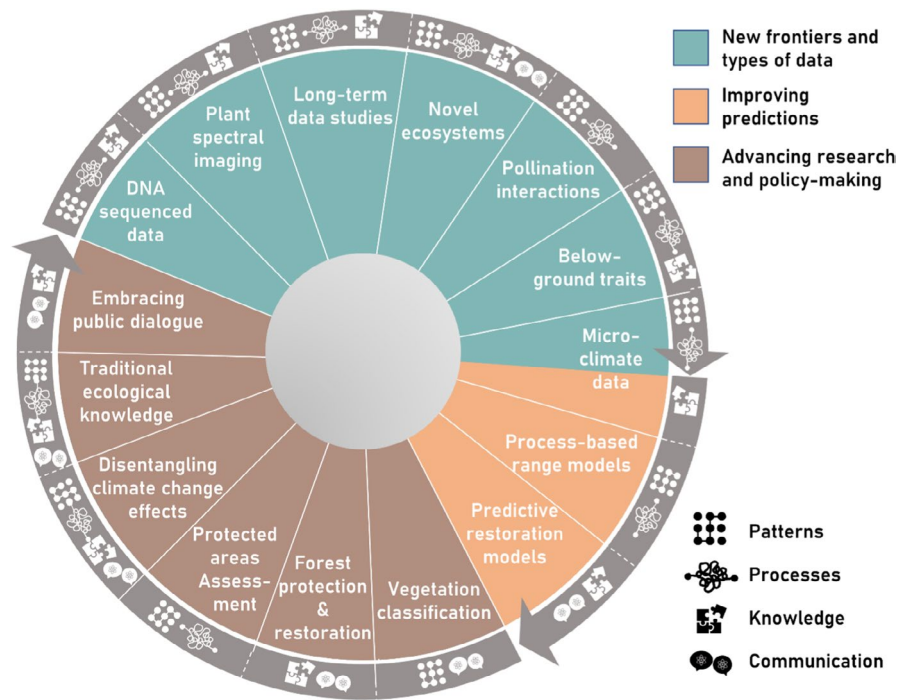 New frontiers and
types of data
Improving
predictions
Advancing research
and policy-making
Long-term
data studies
Novel
ecosystems
Pollination
interactions
Below-
ground traits
Micro-
climate
data
Process-based
range models
Predictive
restoration
models
Vegetation
classification
Forest
protection
&
restoration
Protected
areas
Assess-
ment
Disentangling
climate change
effects
Traditional
ecological
knowledge
Embracing
public dialogue
DNA
sequenced
data
Plant
spectral
imaging
Patterns
Processes
Knowledge
Communication